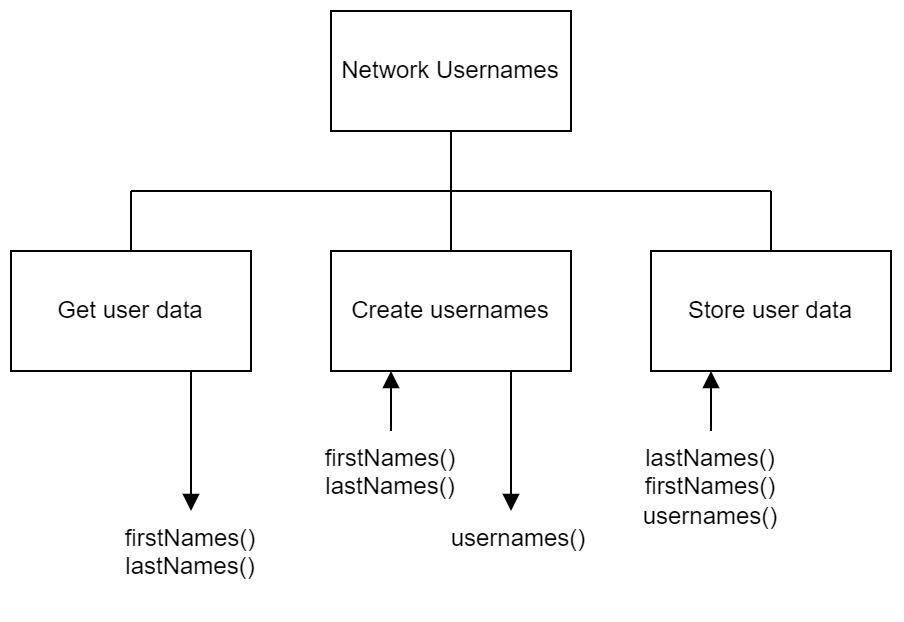 Network Usernames
Get user data
Create usernames
Store user data
firstNames()
lastNames()
firstNames()
lastNames()
usernames()
lastNames()
firstNames()
usernames()